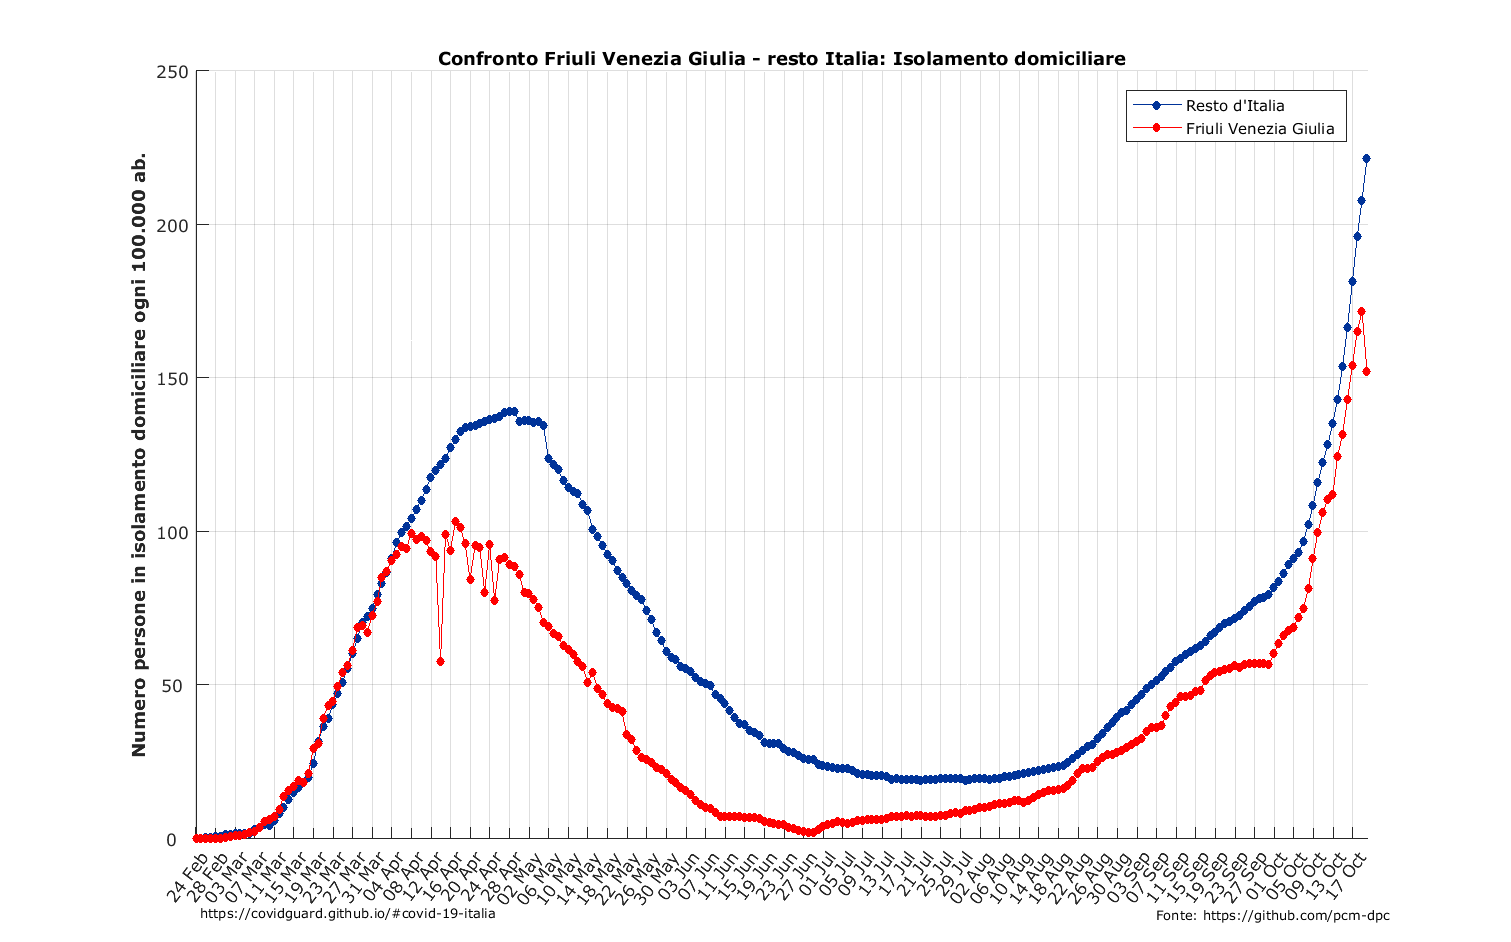 Confronto Friuli Venezia Giulia - resto Italia: Isolamento domiciliare
Resto d'Italia
Friuli Venezia Giulia
Numero persone in isolamento domiciliare ogni 100.000 ab.
250
200
150
100
50
0
24 Feb
28 Feb
03 Mar
07 Mar
11 Mar
15 Mar
19 Mar
23 Mar
27 Mar
31 Mar
04 Apr
08 Apr
12 Apr
16 Apr
20 Apr
24 Apr
28 Apr
02 May
06 May
10 May
14 May
18 May
22 May
26 May
30 May
03 Jun
07 Jun
11 Jun
15 Jun
19 Jun
23 Jun
27 Jun
01 Jul
05 Jul
09 Jul
13 Jul
17 Jul
21 Jul
25 Jul
29 Jul
02 Aug
06 Aug
10 Aug
14 Aug
18 Aug
22 Aug
26 Aug
30 Aug
03 Sep
07 Sep
11 Sep
15 Sep
19 Sep
23 Sep
27 Sep
01 Oct
05 Oct
09 Oct
13 Oct
17 Oct
https://covidguard.github.io/#covid-19-italia
Fonte: https://github.com/pcm-dpc